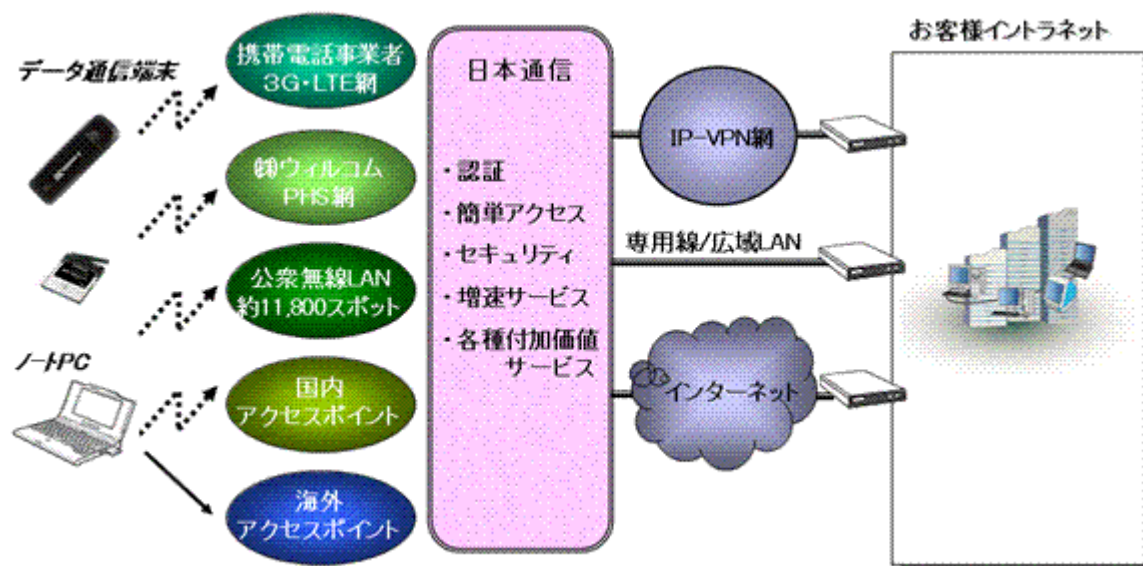 データ通信端末
ノートPC
携帯電話事業者
3G・LTE網
㈱ウィルコム
PHS網
公衆無線LAN
約11,800スポット
国内
アクセスポイント
海外
アクセスポイント
日本通信
・認証
・簡単アクセス
・セキュリティ
・増速サービス
・各種付加価値
サービス
IP-VPN網
専用線/広域LAN
インターネット
お客様イントラネット